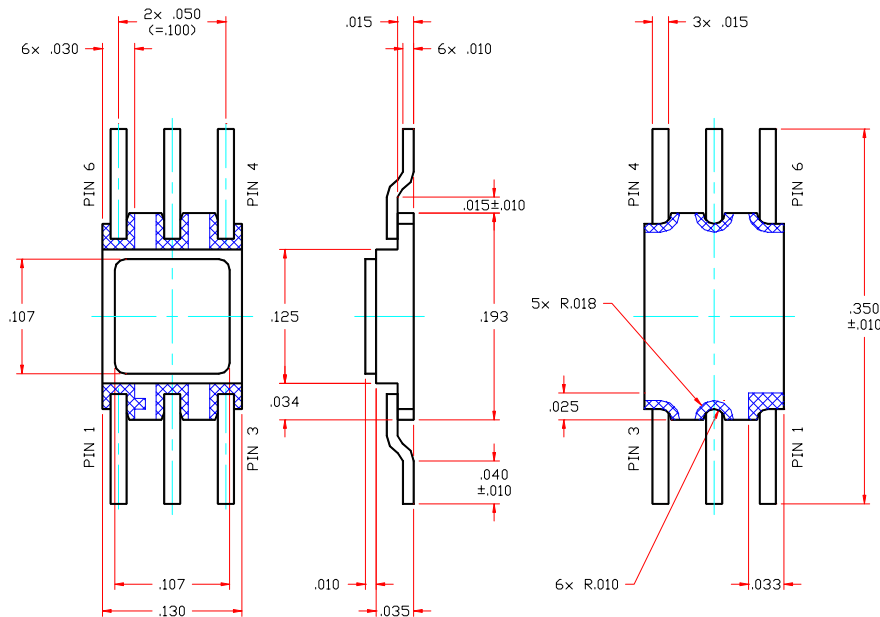 2x .050
(=.100)
6x .030
.015
6x .010
3x .015
PIN 6
PIN 4
PIN 4
PIN 6
.015±.010
.107
.125
.193
5x R.018
.350
±.010
.034
.025
PIN 1
PIN 3
PIN 3
PIN 1
.040
±.010
.107
.010
6x R.010
.033
.130
.035